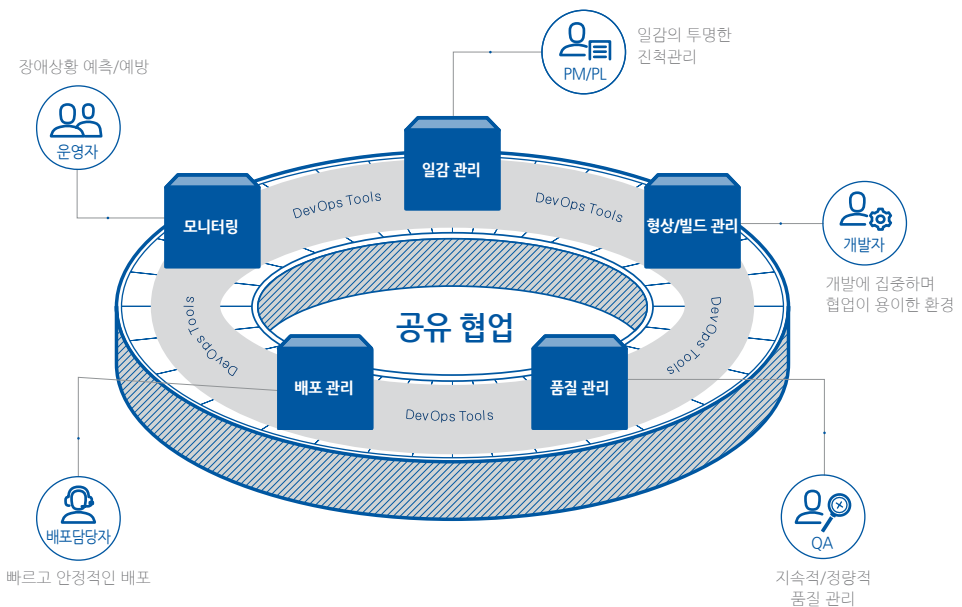 일감의 투명한
진척관리
PM/PL
장애상황 예측/예방
운영자
일감 관리
모니터링
DevOps Tools
DevOps Tools
형상/빌드 관리
개발자
개발에 집중하며
협업이 용이한 환경
DevOps Tools
공유 협업
DevOps Tools
배포 관리
품질 관리
DevOps Tools
배포담당자
빠르고 안정적인 배포
QA
지속적/정량적
품질 관리